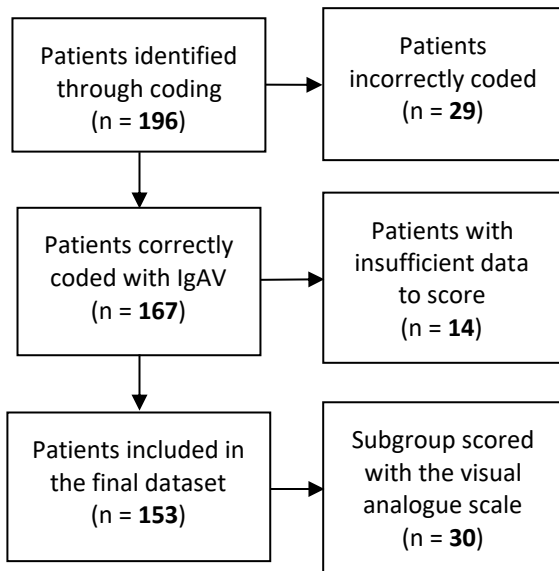 Patients identified
through coding
(n = 196)
Patients
incorrectly coded
(n = 29)
Patients correctly
coded with IgAV
(n = 167)
Patients with
insufficient data
to score
(n = 14)
Patients included in
the final dataset
(n = 153)
Subgroup scored
with the visual
analogue scale
(n = 30)